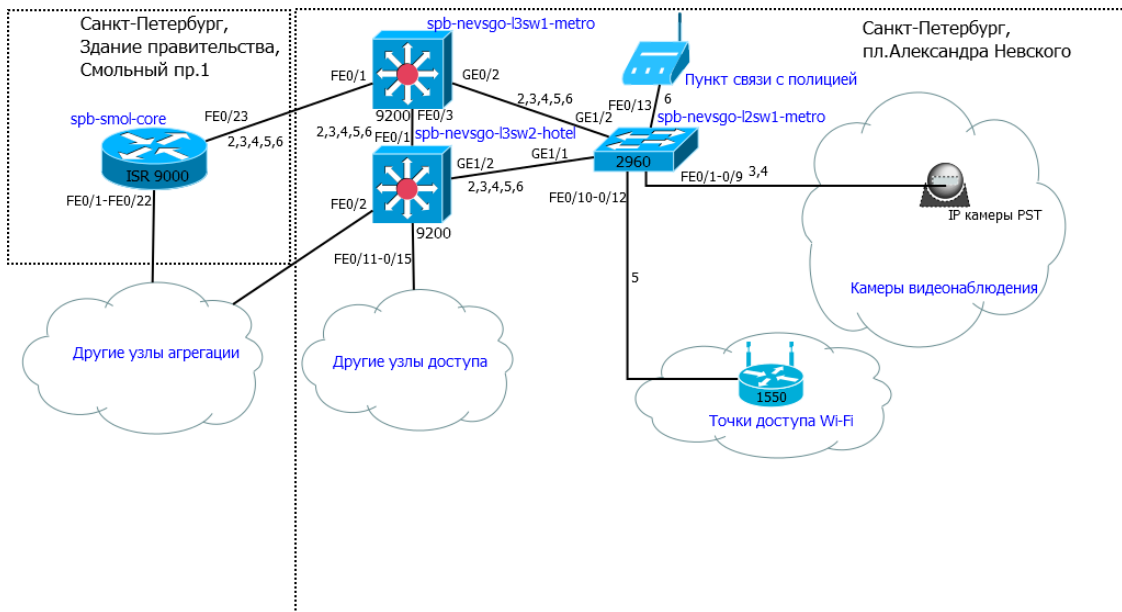 Санкт-Петербург,
Здание правительства,
Смольный пр.1
spb-smol-core
FE0/23
2,3,4,5,6
ISR 9000
FE0/1-FE0/22
Другие узлы агрегации
spb-nevsgo-l3sw1-metro
FE0/1
GE0/2
9200
FE0/3
2,3,4,5,6
FE0/1
spb-nevsgo-l3sw2-hotel
GE1/2
2,3,4,5,6
GE1/1
FE0/2
9200
FE0/11-0/15
Другие узлы доступа
2,3,4,5,6
GE1/2
Санкт-Петербург,
пл.Александра Невского
Пункт связи с полицией
FE0/13
6
spb-nevsgo-l2sw1-metro
2960
FE0/1-0/9
3,4
FE0/10-0/12
IP камеры PST
Камеры видеонаблюдения
5
1550
Точки доступа Wi-Fi